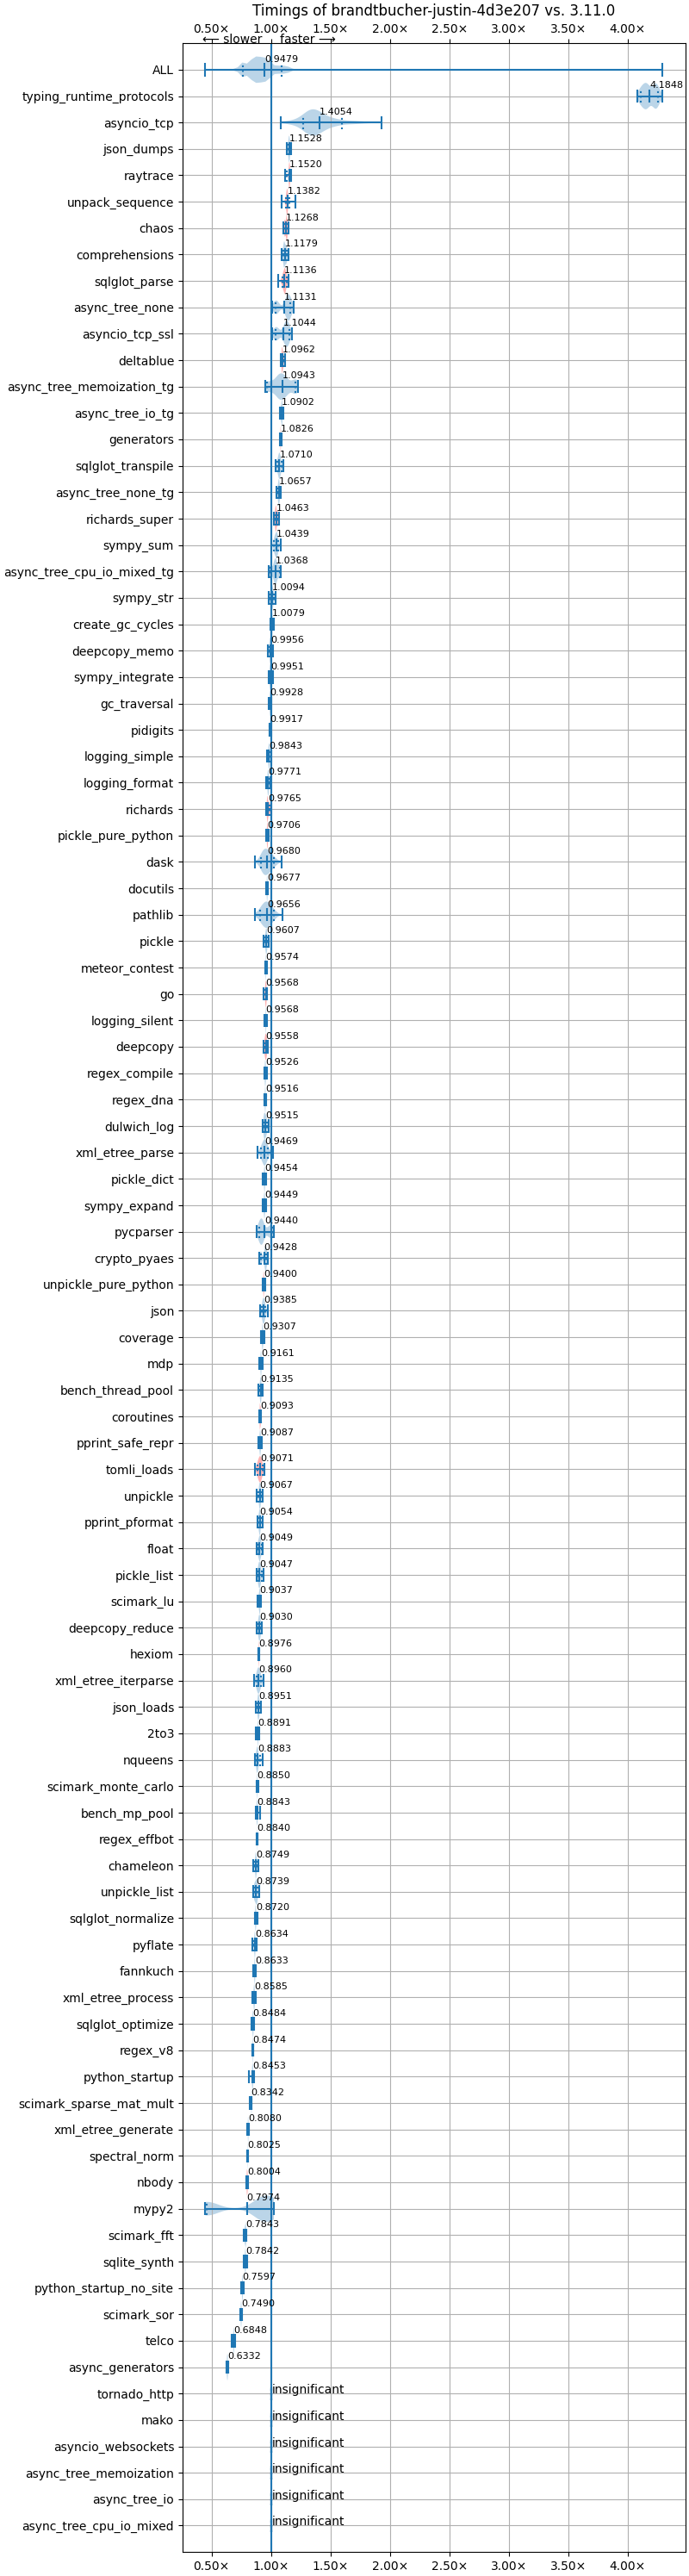 Timings of brandtbucher-justin-4d3e207 vs. 3.11.0
0.50× 1.00× 1.50× 2.00× 2.50× 3.00× 3.50× 4.00×
⟵ slower faster ⟶
ALL 0.9479
typing_runtime_protocols 4.1848
asyncio_tcp 1.4054
json_dumps 1.1528
raytrace 1.1520
unpack_sequence 1.1382
chaos 1.1268
comprehensions 1.1179
sqlglot_parse 1.1136
async_tree_none 1.1131
asyncio_tcp_ssl 1.1044
deltablue 1.0962
async_tree_memoization_tg 1.0943
async_tree_io_tg 1.0902
generators 1.0826
sqlglot_transpile 1.0710
async_tree_none_tg 1.0657
richards_super 1.0463
sympy_sum 1.0439
async_tree_cpu_io_mixed_tg 1.0368
sympy_str 1.0094
create_gc_cycles 1.0079
deepcopy_memo 0.9956
sympy_integrate 0.9951
gc_traversal 0.9928
pidigits 0.9917
logging_simple 0.9843
logging_format 0.9771
richards 0.9765
pickle_pure_python 0.9706
dask 0.9680
docutils 0.9677
pathlib 0.9656
pickle 0.9607
meteor_contest 0.9574
go 0.9568
logging_silent 0.9568
deepcopy 0.9558
regex_compile 0.9526
regex_dna 0.9516
dulwich_log 0.9515
xml_etree_parse 0.9469
pickle_dict 0.9454
sympy_expand 0.9449
pycparser 0.9440
crypto_pyaes 0.9428
unpickle_pure_python 0.9400
json 0.9385
coverage 0.9307
mdp 0.9161
bench_thread_pool 0.9135
coroutines 0.9093
pprint_safe_repr 0.9087
tomli_loads 0.9071
unpickle 0.9067
pprint_pformat 0.9054
float 0.9049
pickle_list 0.9047
scimark_lu 0.9037
deepcopy_reduce 0.9030
hexiom 0.8976
xml_etree_iterparse 0.8960
json_loads 0.8951
2to3 0.8891
nqueens 0.8883
scimark_monte_carlo 0.8850
bench_mp_pool 0.8843
regex_effbot 0.8840
chameleon 0.8749
unpickle_list 0.8739
sqlglot_normalize 0.8720
pyflate 0.8634
fannkuch 0.8633
xml_etree_process 0.8585
sqlglot_optimize 0.8484
regex_v8 0.8474
python_startup 0.8453
scimark_sparse_mat_mult 0.8342
xml_etree_generate 0.8080
spectral_norm 0.8025
nbody 0.8004
mypy2 0.7974
scimark_fft 0.7843
sqlite_synth 0.7842
python_startup_no_site 0.7597
scimark_sor 0.7490
telco 0.6848
async_generators 0.6332
tornado_http insignificant
mako insignificant
asyncio_websockets insignificant
async_tree_memoization insignificant
async_tree_io insignificant
async_tree_cpu_io_mixed insignificant
0.50× 1.00× 1.50× 2.00× 2.50× 3.00× 3.50× 4.00×